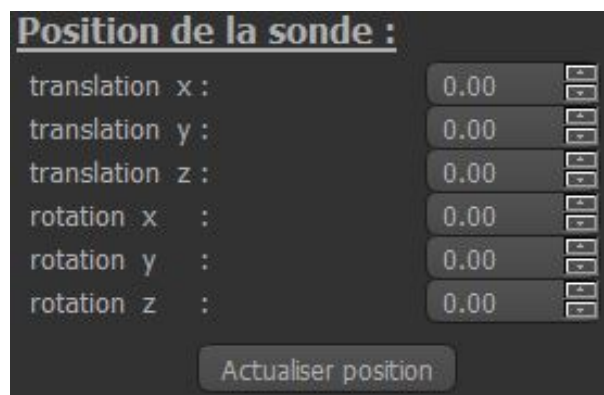 Position de la sonde :
translation x : 0.00
translation y : 0.00
translation z : 0.00
rotation x : 0.00
rotation y : 0.00
rotation z : 0.00
Actualiser position